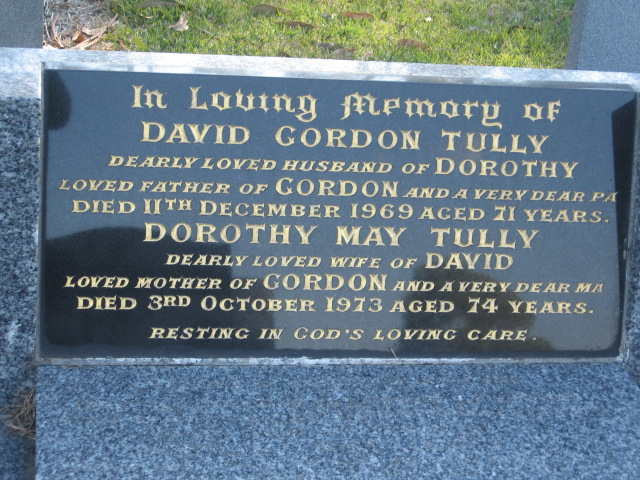 In Loving Memory of
DAVID GORDON TULLY
DEARLY LOVED HUSBAND OF DOROTHY
LOVED FATHER OF GORDON AND A VERY DEAR PA
DIED 11TH DECEMBER 1969 AGED 71 YEARS.
DOROTHY MAY TULLY
DEARLY LOVED WIFE OF DAVID
LOVED MOTHER OF GORDON AND A VERY DEAR MA
DIED 3RD OCTOBER 1973 AGED 74 YEARS.
RESTING IN GOD'S LOVING CARE.